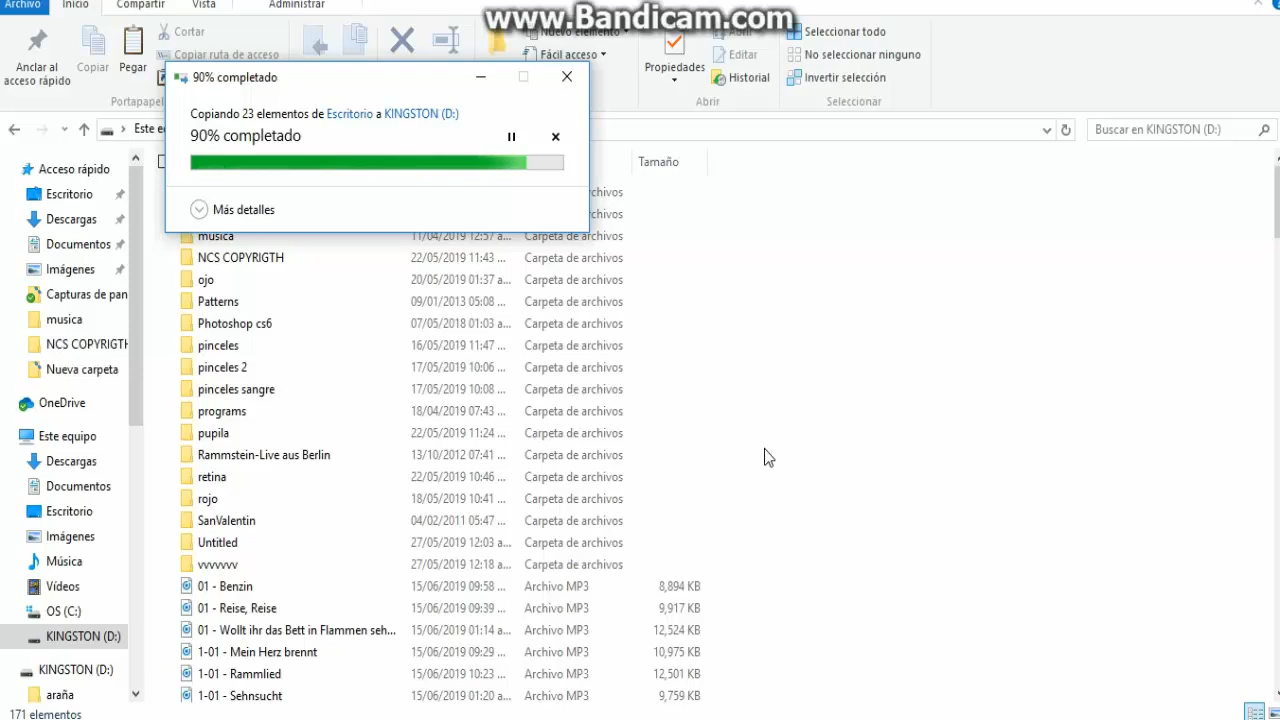 www.Bandicam.com
Archivo Inicio Compartir Vista Administrar
Anclar al acceso rápido
Copiar
Pegar
Cortar
Copiar ruta de acceso
Portapapel
Nuevo elemento
Fácil acceso
Propiedades
Abrir
Editar
Historial
Abrir
Seleccionar todo
No seleccionar ninguno
Invertir selección
Seleccionar
90% completado
Copiando 23 elementos de Escritorio a KINGSTON (D:)
90% completado
Más detalles
Este e
Buscar en KINGSTON (D:)
Tamaño
Acceso rápido
Escritorio
Descargas
Documentos
Imágenes
Capturas de pan
musica
NCS COPYRIGTH
Nueva carpeta
OneDrive
Este equipo
Descargas
Documentos
Escritorio
Imágenes
Música
Vídeos
OS (C:)
KINGSTON (D:)
KINGSTON (D:)
araña
171 elementos
rchivos
rchivos
musica 11/04/2019 12:57 a... Carpeta de archivos
NCS COPYRIGTH 22/05/2019 11:43 ... Carpeta de archivos
ojo 20/05/2019 01:37 a... Carpeta de archivos
Patterns 09/01/2013 05:08 ... Carpeta de archivos
Photoshop cs6 07/05/2018 01:03 a... Carpeta de archivos
pinceles 16/05/2019 11:47 ... Carpeta de archivos
pinceles 2 17/05/2019 10:06 ... Carpeta de archivos
pinceles sangre 17/05/2019 10:08 ... Carpeta de archivos
programs 18/04/2019 07:43 ... Carpeta de archivos
pupila 22/05/2019 11:24 ... Carpeta de archivos
Rammstein-Live aus Berlin 13/10/2012 07:41 ... Carpeta de archivos
retina 22/05/2019 10:46 ... Carpeta de archivos
rojo 18/05/2019 10:41 ... Carpeta de archivos
SanValentin 04/02/2011 05:47 ... Carpeta de archivos
Untitled 27/05/2019 12:03 a... Carpeta de archivos
vvvvvvv 27/05/2019 12:18 a... Carpeta de archivos
01 - Benzin 15/06/2019 09:58 ... Archivo MP3 8,894 KB
01 - Reise, Reise 15/06/2019 09:39 ... Archivo MP3 9,917 KB
01 - Wollt ihr das Bett in Flammen seh... 15/06/2019 01:14 a... Archivo MP3 12,524 KB
1-01 - Mein Herz brennt 15/06/2019 09:29 ... Archivo MP3 10,975 KB
1-01 - Rammlied 15/06/2019 10:23 ... Archivo MP3 12,501 KB
1-01 - Sehnsucht 15/06/2019 01:20 a... Archivo MP3 9,759 KB